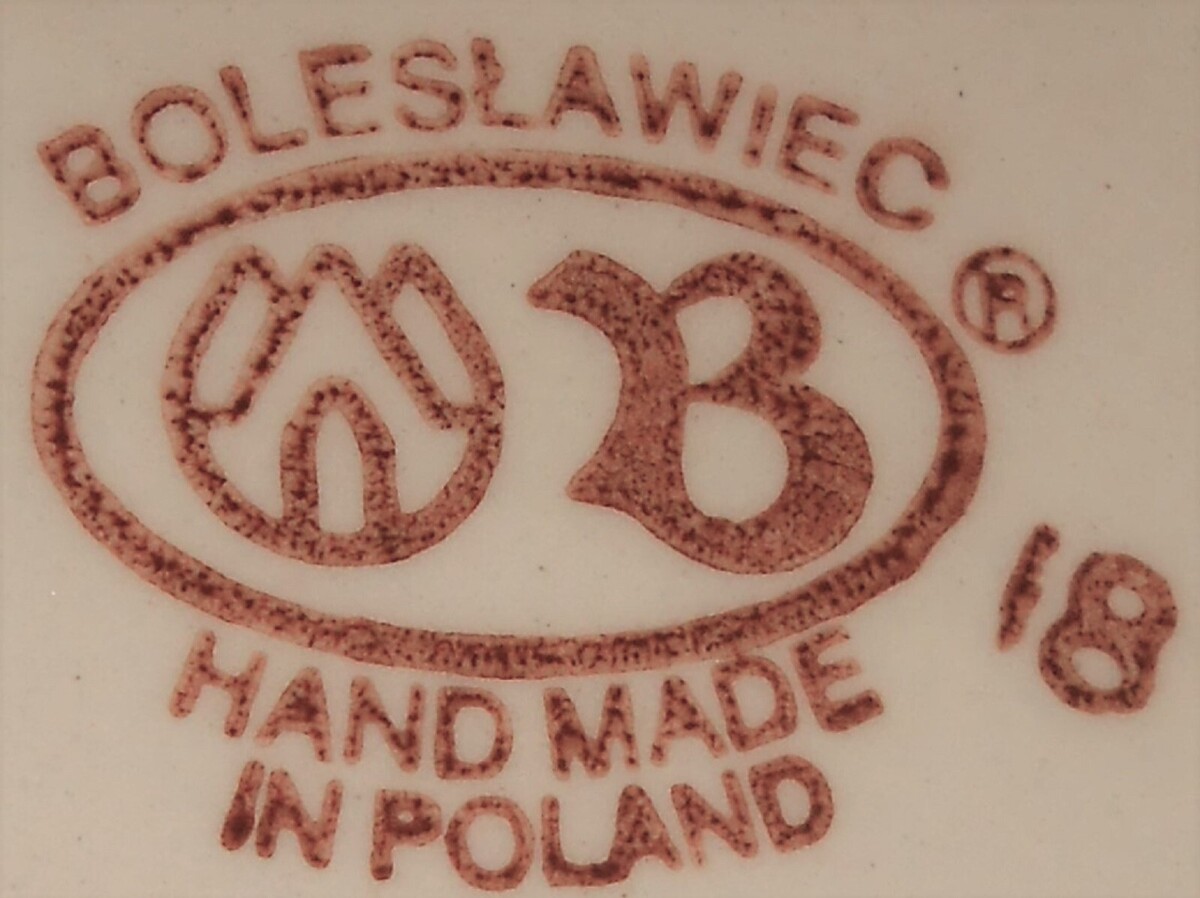 BOLESŁAWIEC
B ®
18
HAND MADE
IN POLAND